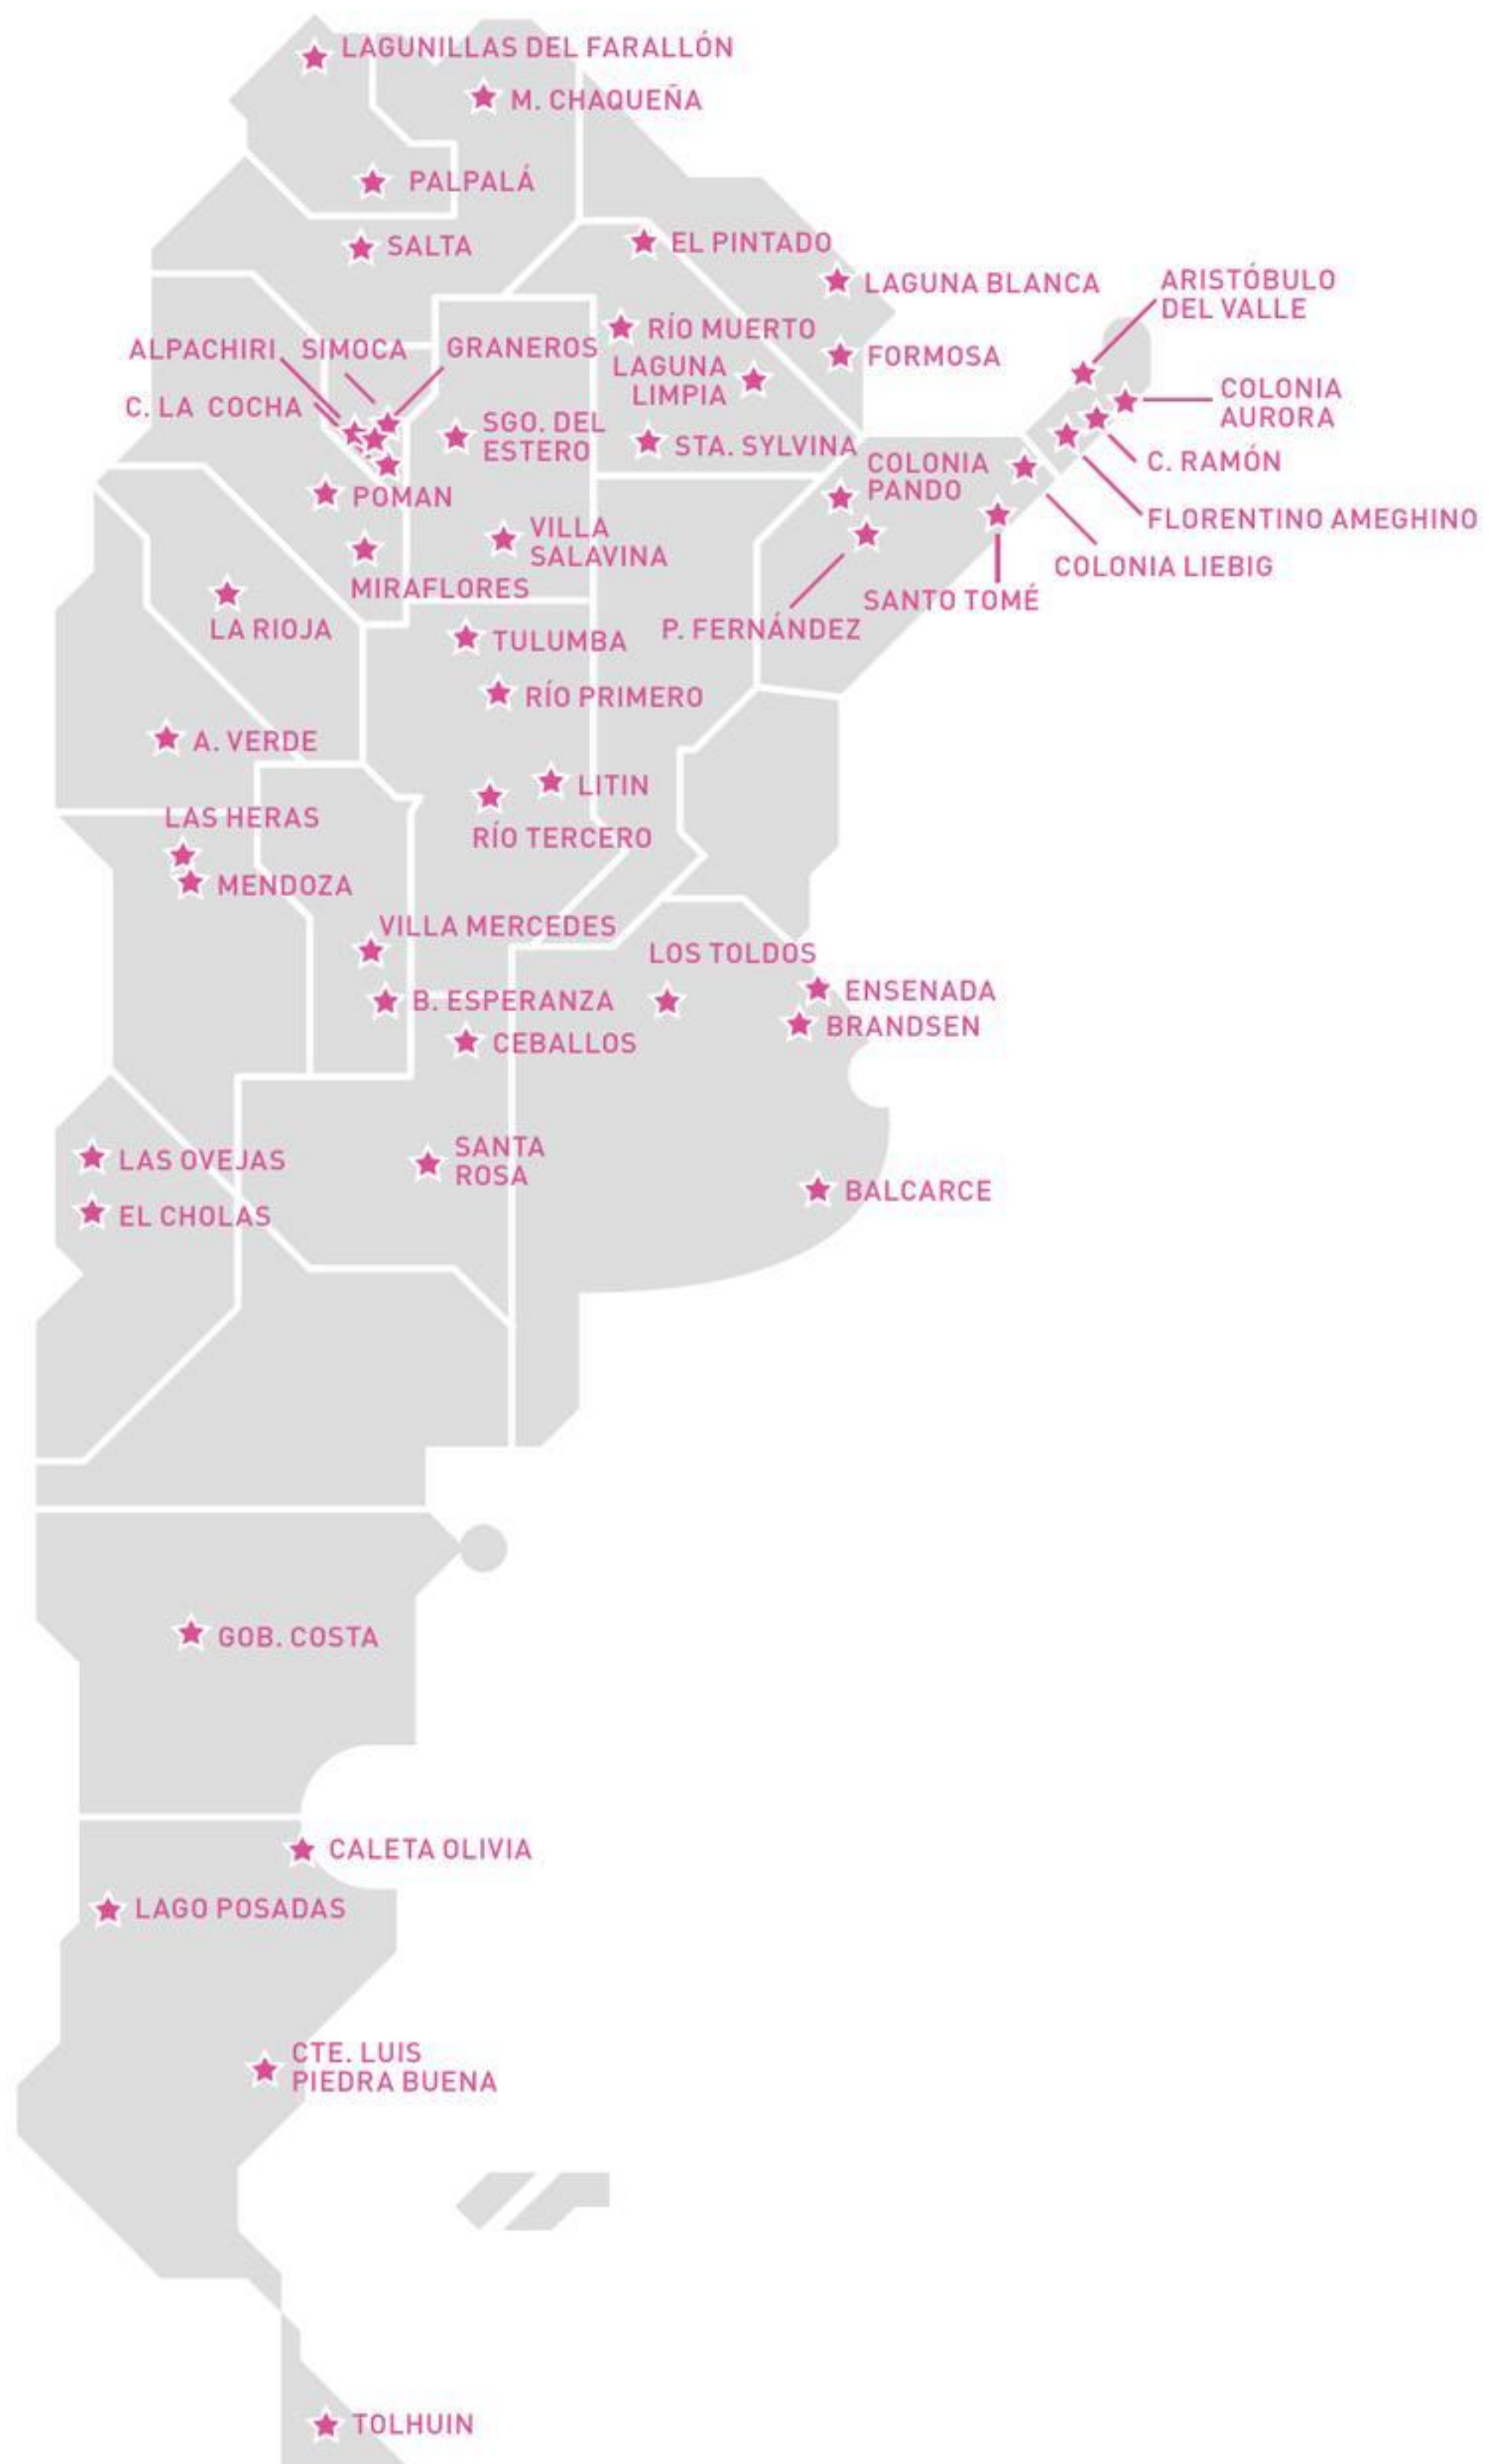 LAGUNILLAS DEL FARALLÓN
M. CHAQUEÑA
PALPALÁ
SALTA
EL PINTADO
LAGUNA BLANCA
ARISTÓBULO
DEL VALLE
RÍO MUERTO
ALPACHIRI
SIMOCA
GRANEROS
FORMOSA
LAGUNA
LIMPIA
COLONIA
AURORA
C. LA COCHA
SGO. DEL
ESTERO
STA. SYLVINA
C. RAMÓN
COLONIA
PANDO
POMAN
FLORENTINO AMEGHINO
VILLA
SALAVINA
COLONIA LIEBIG
MIRAFLORES
SANTO TOMÉ
LA RIOJA
P. FERNÁNDEZ
TULUMBA
RÍO PRIMERO
A. VERDE
LITIN
LAS HERAS
RÍO TERCERO
MENDOZA
VILLA MERCEDES
LOS TOLDOS
ENSENADA
B. ESPERANZA
BRANDSEN
CEBALLOS
SANTA
ROSA
LAS OVEJAS
BALCARCE
EL CHOLAS
GOB. COSTA
CALETA OLIVIA
LAGO POSADAS
CTE. LUIS
PIEDRA BUENA
TOLHUIN